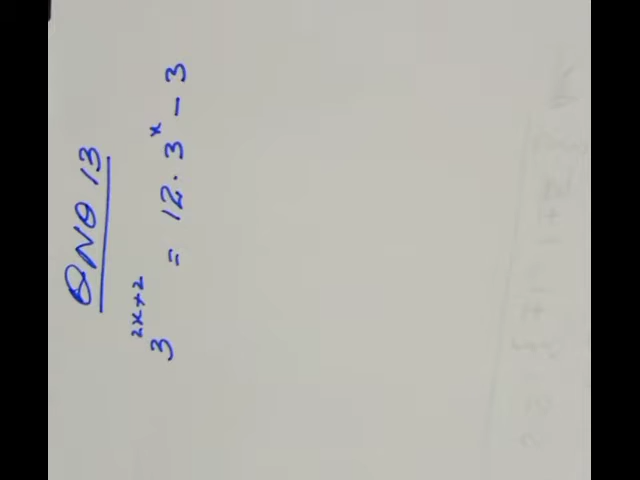 QNO 13
3^{2x+2} = 12 . 3^x - 3